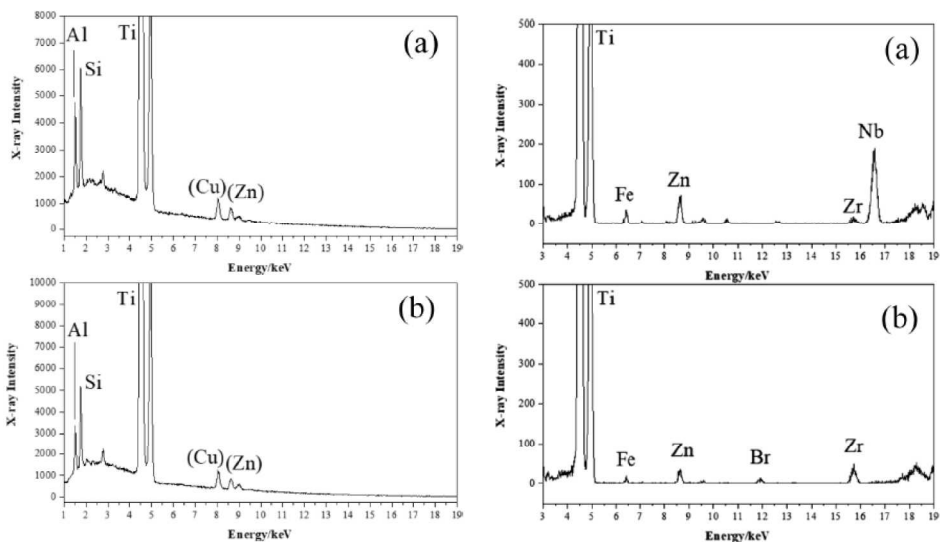 8000
7000
6000
5000
4000
3000
2000
1000
0
X-ray Intensity
Al
Si
Ti
(a)
(Cu)
(Zn)
1 2 3 4 5 6 7 8 9 10 11 12 13 14 15 16 17 18 19
Energy/keV
500
400
300
200
100
0
X-ray Intensity
Ti
(a)
Nb
Fe
Zn
Zr
3 4 5 6 7 8 9 10 11 12 13 14 15 16 17 18 19
Energy/keV
10000
9000
8000
7000
6000
5000
4000
3000
2000
1000
0
X-ray Intensity
Al
Si
Ti
(b)
(Cu)
(Zn)
1 2 3 4 5 6 7 8 9 10 11 12 13 14 15 16 17 18 19
Energy/keV
500
400
300
200
100
0
X-ray Intensity
Ti
(b)
Fe
Zn
Br
Zr
3 4 5 6 7 8 9 10 11 12 13 14 15 16 17 18 19
Energy/keV